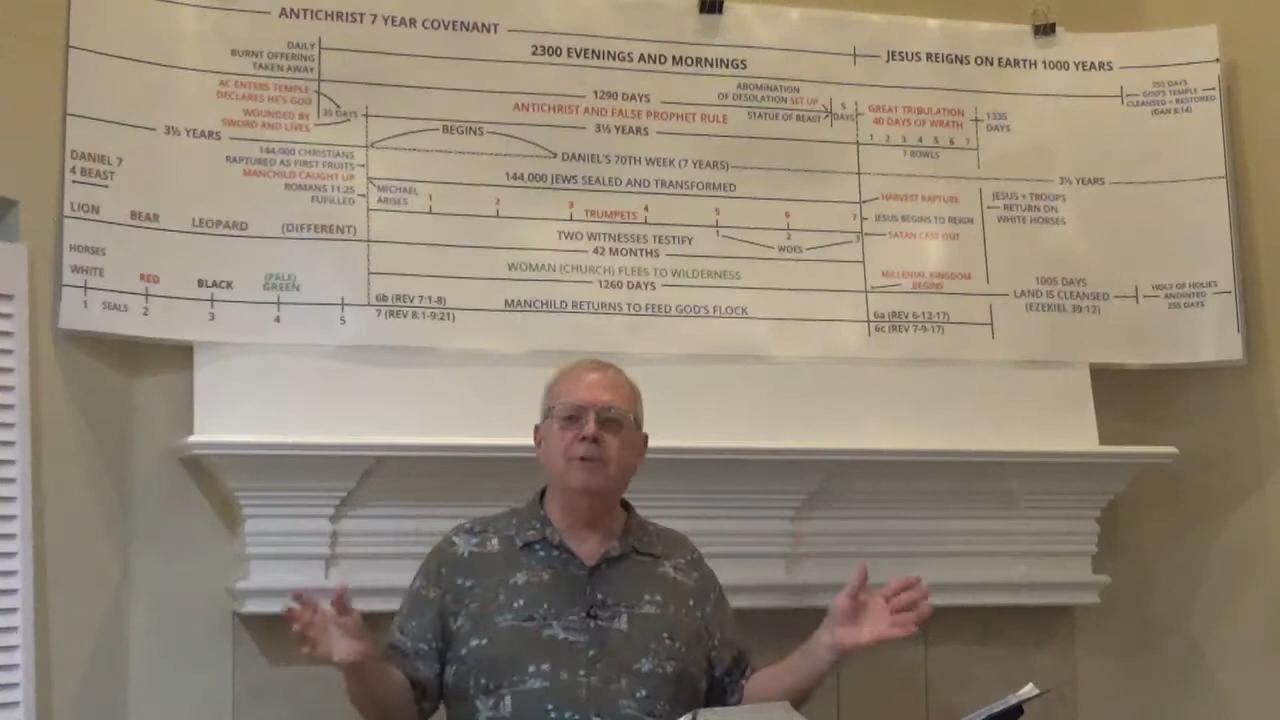 ANTICHRIST 7 YEAR COVENANT
DAILY
BURNT OFFERING
TAKEN AWAY
2300 EVENINGS AND MORNINGS
JESUS REIGNS ON EARTH 1000 YEARS
AC ENTERS TEMPLE
DECLARES HE'S GOD
WOUNDED BY
SWORD AND LIVES
35 DAYS
1290 DAYS
ANTICHRIST AND FALSE PROPHET RULE
ABOMINATION
OF DESOLATION SET UP
STATUE OF BEAST
5
DAYS
GREAT TRIBULATION
40 DAYS OF WRATH
1 2 3 4 5 6 7
7 BOWLS
1335
DAYS
255 DAYS
GOD'S TEMPLE
CLEANSED + RESTORED
(DAN 8:14)
3½ YEARS
BEGINS
3½ YEARS
DANIEL'S 70TH WEEK (7 YEARS)
3½ YEARS
144,000 CHRISTIANS
RAPTURED AS FIRST FRUITS
MANCHILD CAUGHT UP
ROMANS 11:25
FUFILLED
MICHAEL
ARISES
144,000 JEWS SEALED AND TRANSFORMED
1 2 3 4 5 6 7
TRUMPETS
HARVEST RAPTURE
JESUS BEGINS TO REIGN
SATAN CAST OUT
JESUS + TROOPS
RETURN ON
WHITE HORSES
DANIEL 7
4 BEAST
LION BEAR LEOPARD (DIFFERENT)
TWO WITNESSES TESTIFY
1 2 3
WOES
42 MONTHS
WOMAN (CHURCH) FLEES TO WILDERNESS
1260 DAYS
MILLENIAL KINGDOM
BEGINS
1005 DAYS
LAND IS CLEANSED
(EZEKIEL 39:12)
HOLY OF HOLIES
ANOINTED
255 DAYS
HORSES
WHITE RED BLACK (PALE)
GREEN
1 SEALS 2 3 4 5
6b (REV 7:1-8)
7 (REV 8:1-9:21)
MANCHILD RETURNS TO FEED GOD'S FLOCK
6a (REV 6-12-17)
6c (REV 7-9-17)